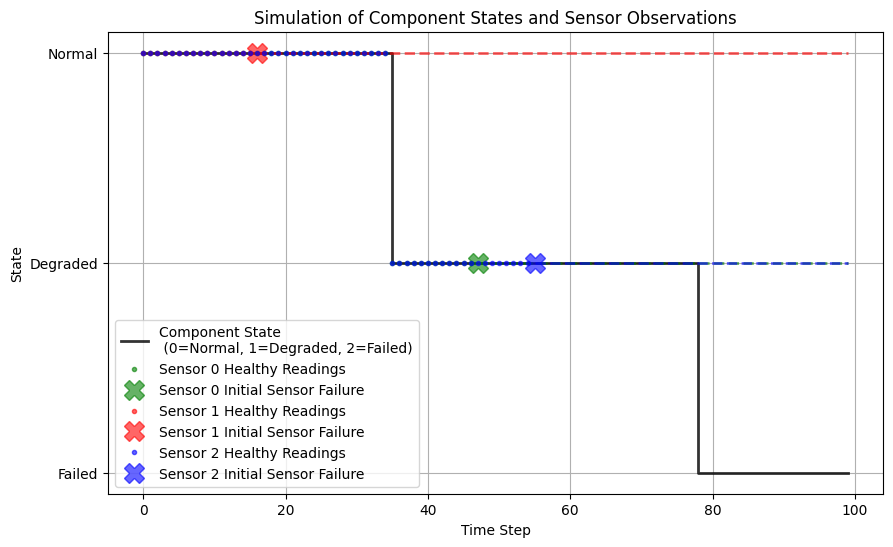 Simulation of Component States and Sensor Observations
Normal
Degraded
Failed
State
Component State
(0=Normal, 1=Degraded, 2=Failed)
Sensor 0 Healthy Readings
Sensor 0 Initial Sensor Failure
Sensor 1 Healthy Readings
Sensor 1 Initial Sensor Failure
Sensor 2 Healthy Readings
Sensor 2 Initial Sensor Failure
0 20 40 60 80 100
Time Step